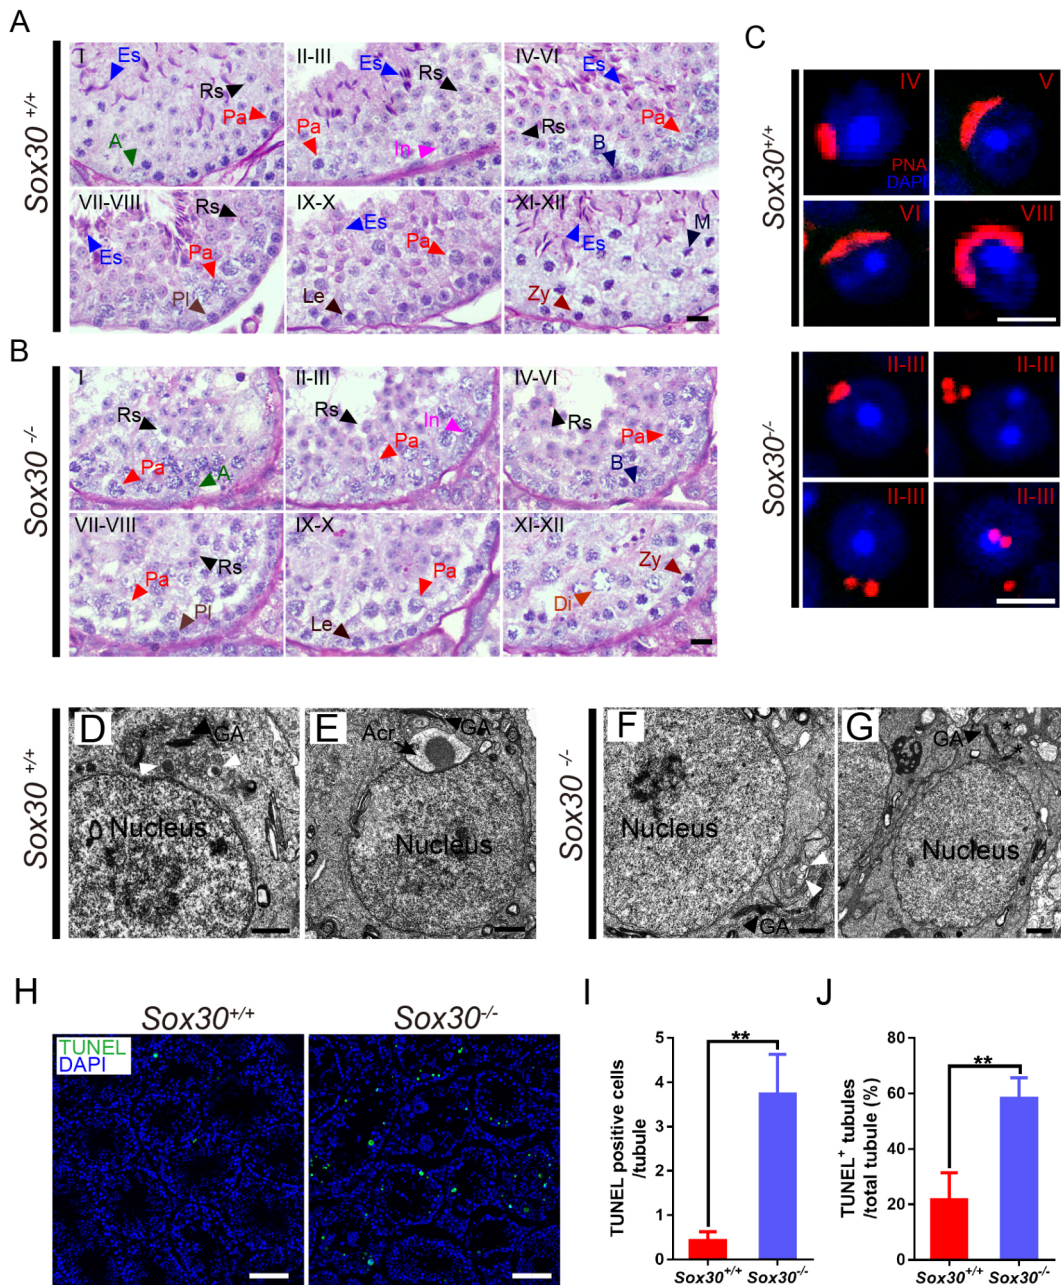 A
Sox30 +/+
I
Es
Rs
Pa
A
II-III
Es
Rs
Pa
In
IV-VI
Es
Rs
Pa
B
VII-VIII
Rs
Es
Pa
Pl
IX-X
Es
Pa
Le
XI-XII
M
Es
Zy
B
Sox30 -/-
I
Rs
Pa
A
II-III
Rs
In
Pa
IV-VI
Rs
Pa
B
VII-VIII
Rs
Pa
Pl
IX-X
Pa
Le
XI-XII
Zy
Di
C
Sox30+/+
IV
PNA
DAPI
V
VI
VIII
Sox30-/-
II-III
II-III
II-III
II-III
Sox30 +/+
D
GA
Nucleus
E
Acr
GA
Nucleus
Sox30 -/-
F
Nucleus
GA
G
GA
*
*
Nucleus
H
Sox30+/+
Sox30-/-
TUNEL
DAPI
I
TUNEL positive cells
/tubule
5
4
3
2
1
0
**
Sox30+/+ Sox30-/-
J
TUNEL+ tubules
/total tubule (%)
80
60
40
20
0
**
Sox30+/+ Sox30-/-